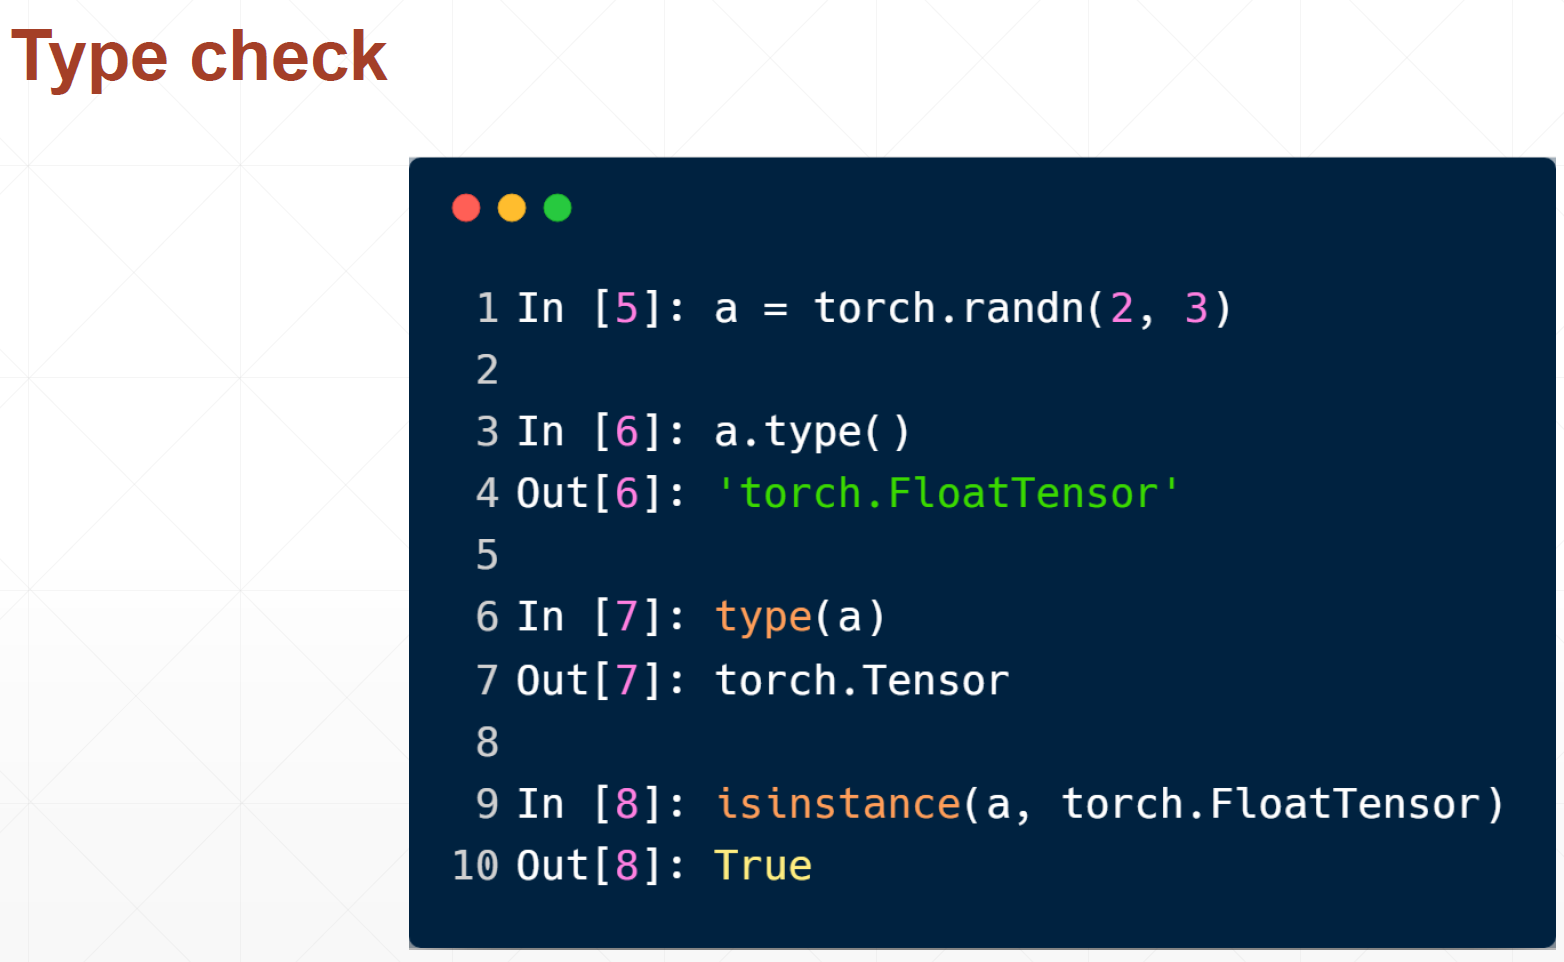 Type check
1 In [5]: a = torch.randn(2, 3)
2
3 In [6]: a.type()
4 Out[6]: 'torch.FloatTensor'
5
6 In [7]: type(a)
7 Out[7]: torch.Tensor
8
9 In [8]: isinstance(a, torch.FloatTensor)
10 Out[8]: True